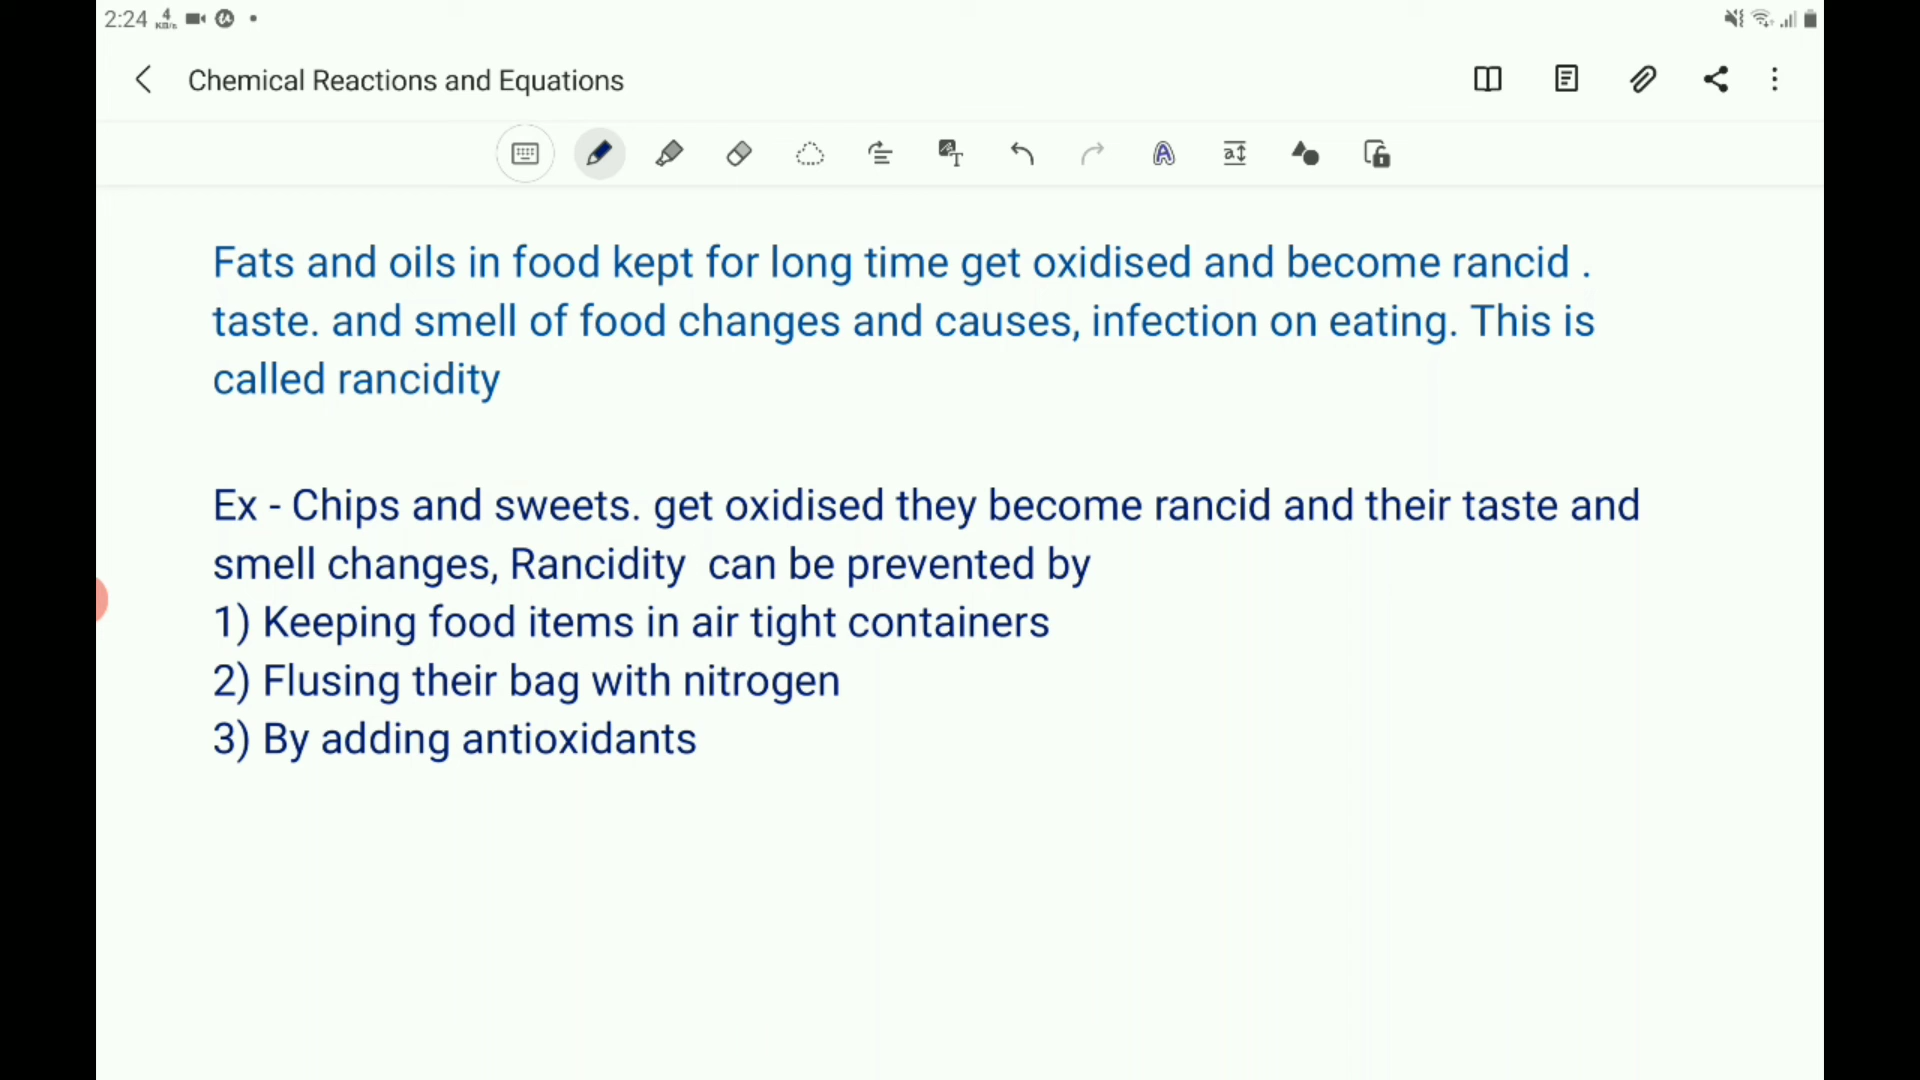 2:24 4 KB/s
Chemical Reactions and Equations
Fats and oils in food kept for long time get oxidised and become rancid .
taste. and smell of food changes and causes, infection on eating. This is
called rancidity
Ex - Chips and sweets. get oxidised they become rancid and their taste and
smell changes, Rancidity  can be prevented by
1) Keeping food items in air tight containers
2) Flusing their bag with nitrogen
3) By adding antioxidants